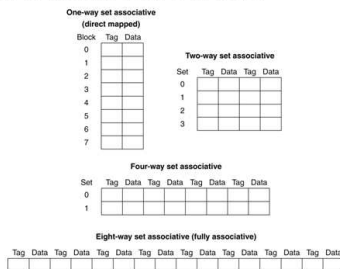 One-way set associative
(direct mapped)
Block Tag Data
0
1
2
3
4
5
6
7
Two-way set associative
Set Tag Data Tag Data
0
1
2
3
Four-way set associative
Set Tag Data Tag Data Tag Data Tag Data
0
1
Eight-way set associative (fully associative)
Tag Data Tag Data Tag Data Tag Data Tag Data Tag Data Tag Data Tag Data